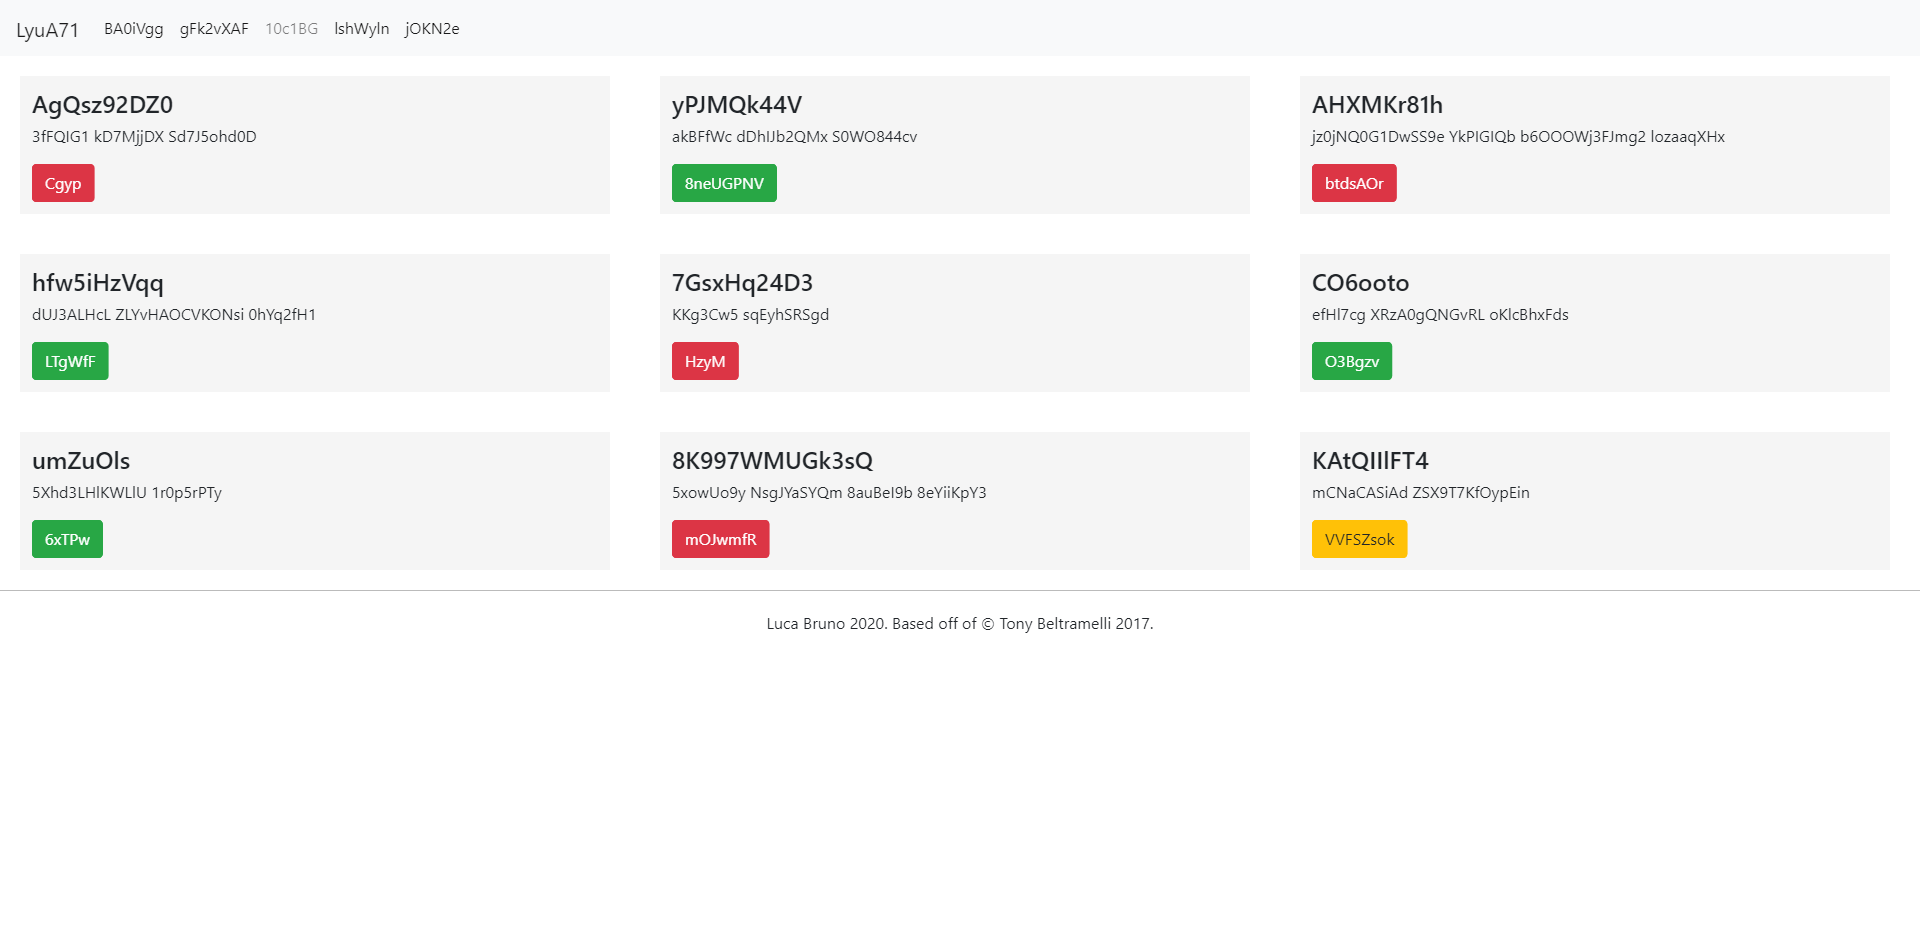 LyuA71 BA0iVgg gFk2vXAF 10c1BG lshWyln jOKN2e
AgQsz92DZ0
3fFQIG1 kD7MjjDX Sd7J5ohd0D
Cgyp
yPJMQk44V
akBFfWc dDhIJb2QMx S0WO844cv
8neUGPNV
AHXMKr81h
jz0jNQ0G1DwSS9e YkPIGIQb b6OOOWj3FJmg2 lozaaqXHx
btdsAOr
hfw5iHzVqq
dUJ3ALHcL ZLYvHAOCVKONsi 0hYq2fH1
LTgWfF
7GsxHq24D3
KKg3Cw5 sqEyhSRSgd
HzyM
CO6ooto
efHl7cg XRzA0gQNGvRL oKlcBhxFds
O3Bgzv
umZuOls
5Xhd3LHlKWLlU 1r0p5rPTy
6xTPw
8K997WMUGk3sQ
5xowUo9y NsgJYaSYQm 8auBeI9b 8eYiiKpY3
mOJwmfR
KAtQIIlFT4
mCNaCASiAd ZSX9T7KfOypEin
VVFSZsok
Luca Bruno 2020. Based off of © Tony Beltramelli 2017.